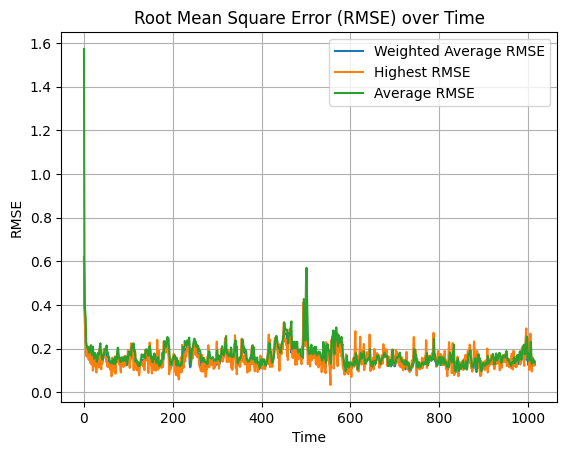 Root Mean Square Error (RMSE) over Time
Weighted Average RMSE
Highest RMSE
Average RMSE
1.6
1.4
1.2
1.0
0.8
0.6
0.4
0.2
0.0
RMSE
0
200
400
600
800
1000
Time